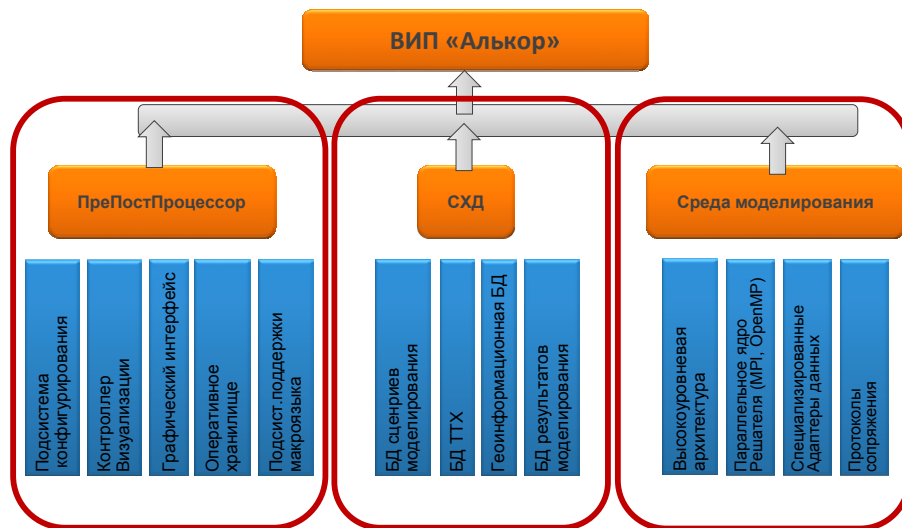 ВИП «Алькор»
ПреПостПроцессор
СХД
Среда моделирования
Подсистема
конфигурирования
Контроллер
Визуализации
Графический интерфейс
Оперативное
хранилище
Подсист.поддержки
макроязыка
БД сценриев
моделирования
БД ТТХ
Геоинформационная БД
БД результатов
моделирования
Высокоуровневая
архитектура
Параллельное ядро
Решателя (MPI, OpenMP)
Специализированные
Адаптеры данных
Протоколы
сопряжения